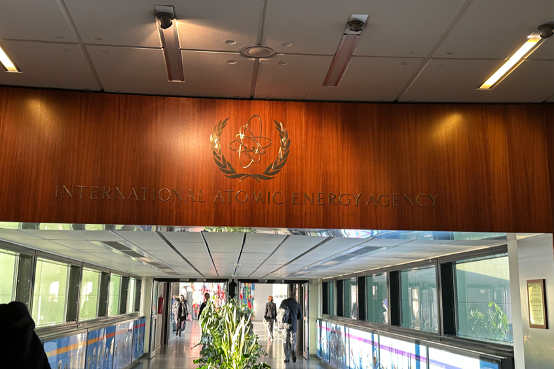 INTERNATIONAL ATOMIC ENERGY AGENCY